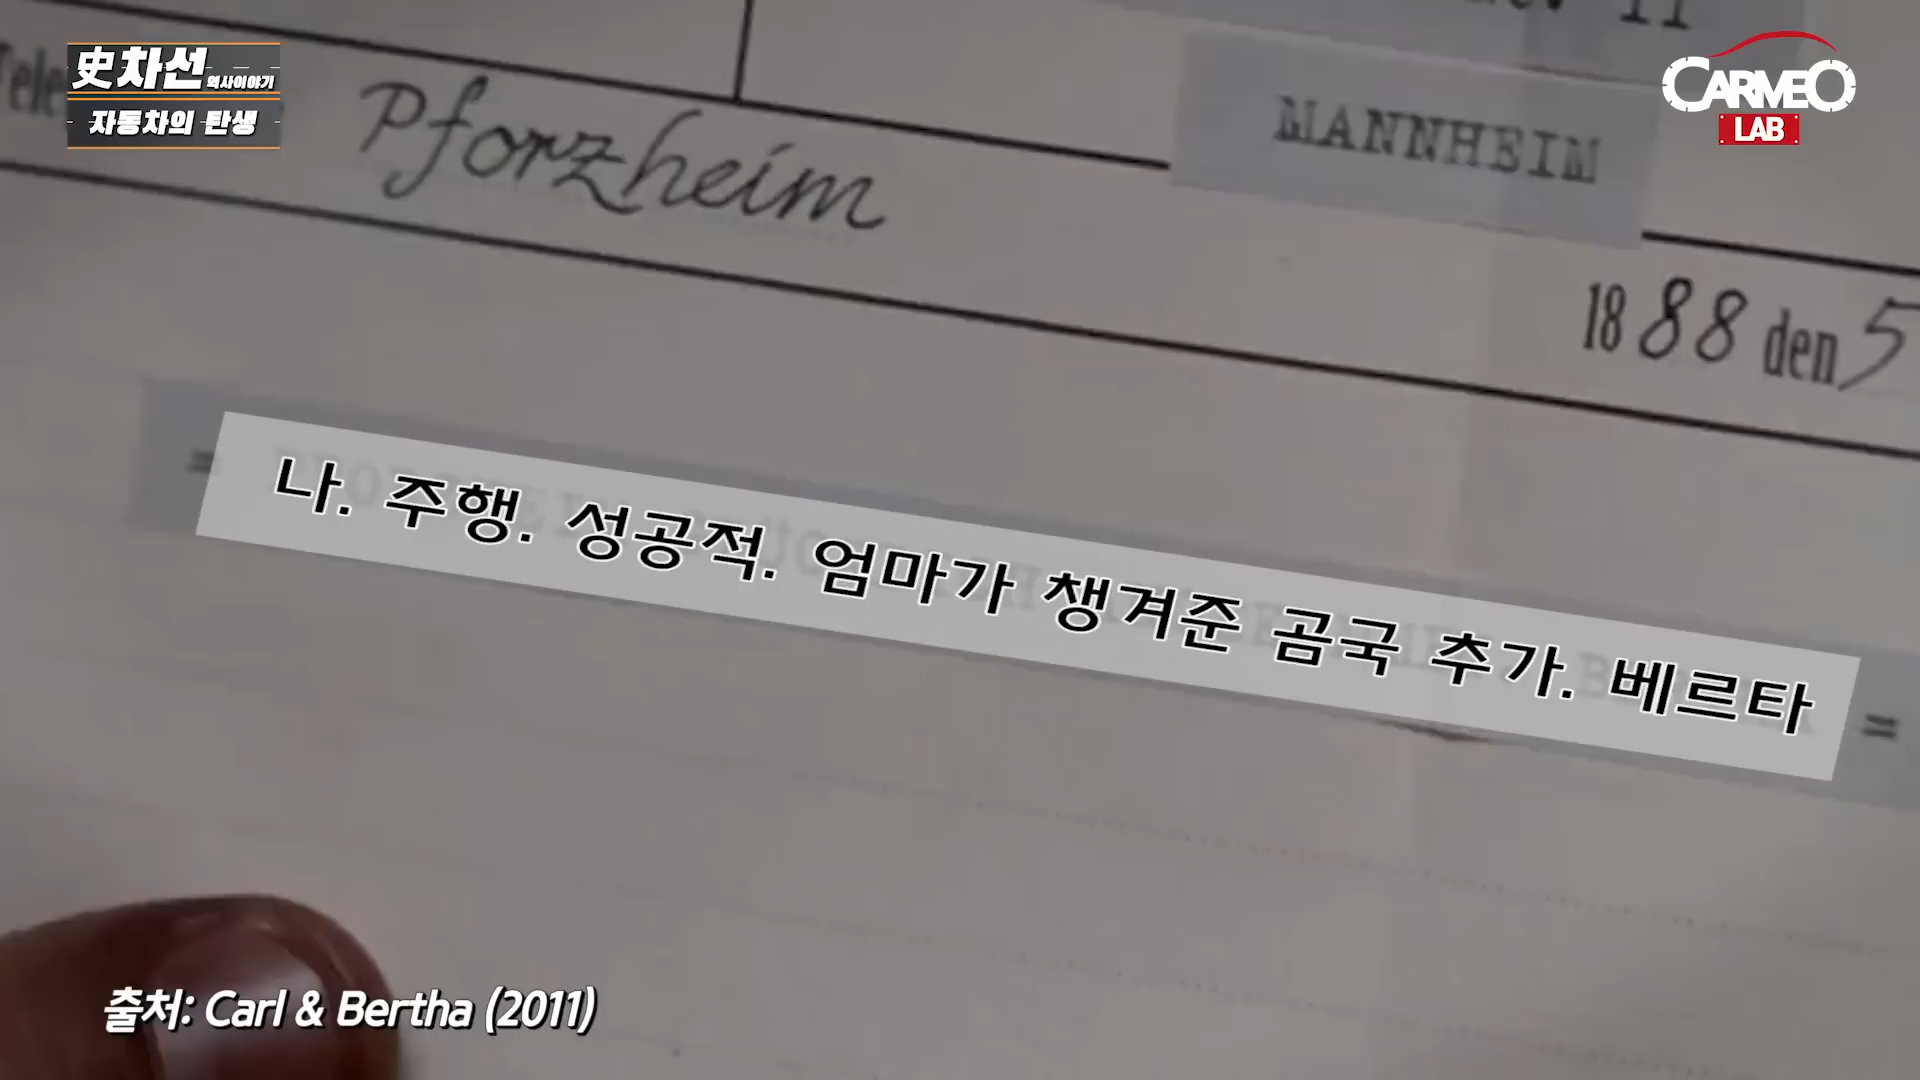 史차선 역사이야기
자동차의 탄생
CARMEO
LAB
11
Pforzheim
MANNHEIM
1888 den 5
= 나. 주행. 성공적. 엄마가 챙겨준 곰국 추가. 베르타 =
출처: Carl & Bertha (2011)